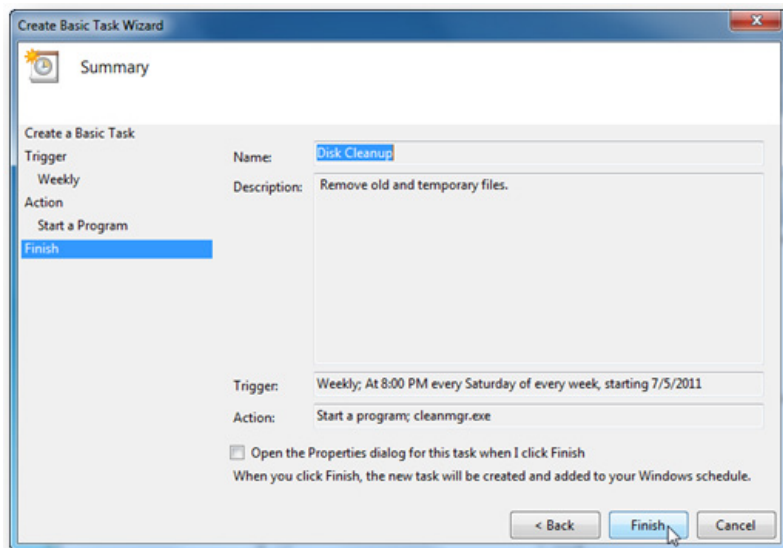 Create Basic Task Wizard
Summary
Create a Basic Task
Trigger
Weekly
Action
Start a Program
Finish
Name: Disk Cleanup
Description: Remove old and temporary files.
Trigger: Weekly; At 8:00 PM every Saturday of every week, starting 7/5/2011
Action: Start a program; cleanmgr.exe
Open the Properties dialog for this task when I click Finish
When you click Finish, the new task will be created and added to your Windows schedule.
< Back Finish Cancel